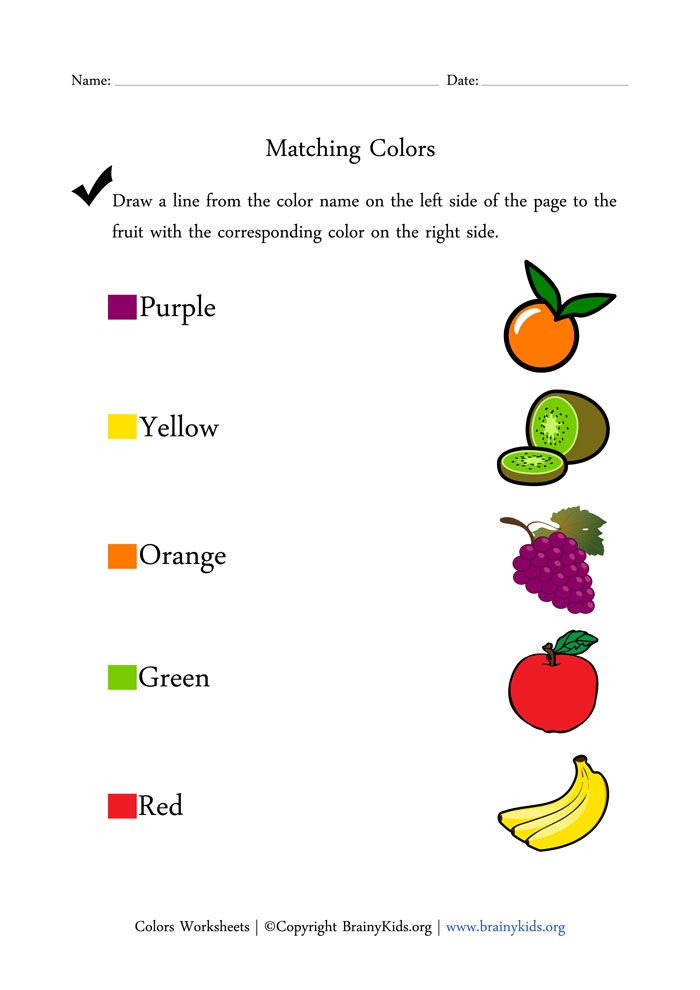 Name: Date:
Matching Colors
Draw a line from the color name on the left side of the page to the
fruit with the corresponding color on the right side.
Purple
Yellow
Orange
Green
Red
Colors Worksheets | ©Copyright BrainyKids.org | www.brainykids.org